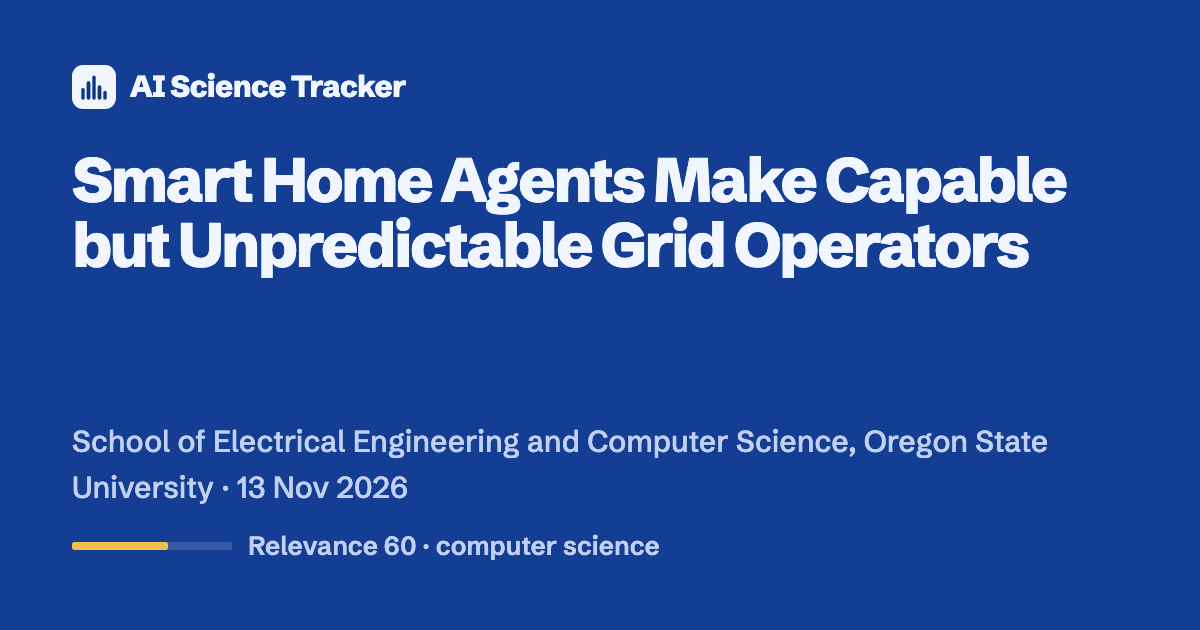 AI Science Tracker
Smart Home Agents Make Capable
but Unpredictable Grid Operators
School of Electrical Engineering and Computer Science, Oregon State
University · 13 Nov 2026
Relevance 60 · computer science